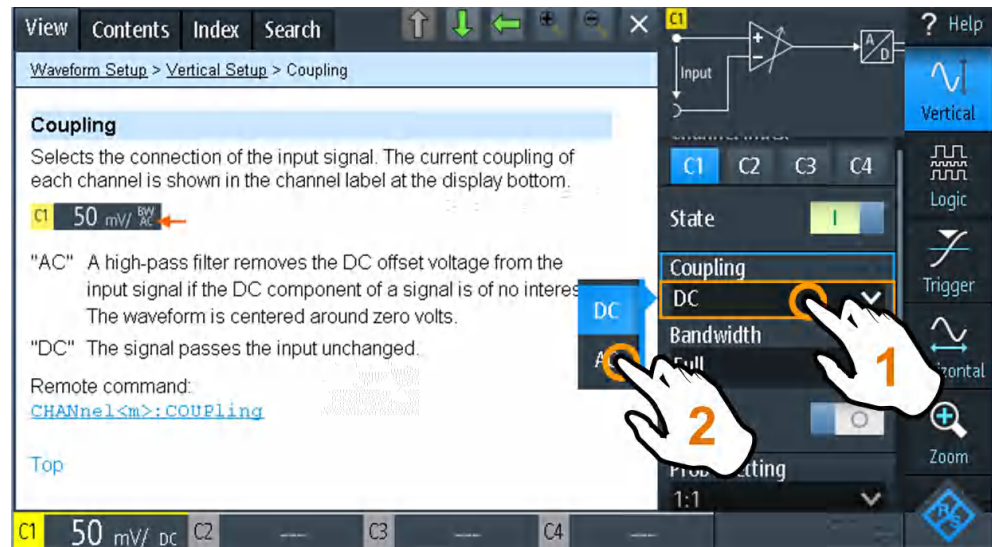 View Contents Index Search
Waveform Setup > Vertical Setup > Coupling
Coupling
Selects the connection of the input signal. The current coupling of
each channel is shown in the channel label at the display bottom.
C1 50 mV/ BW AC
"AC" A high-pass filter removes the DC offset voltage from the
input signal if the DC component of a signal is of no interes
The waveform is centered around zero volts.
"DC" The signal passes the input unchanged.
Remote command:
CHANnel<m>:COUPling
Top
C1
Input
+
−
A/D
C1 C2 C3 C4
State
I
Coupling
DC
DC
1
Bandwidth
2
O
1:1
? Help
Vertical
Logic
Trigger
Zoom
R&S
C1 50 mV/ DC C2 C3 C4